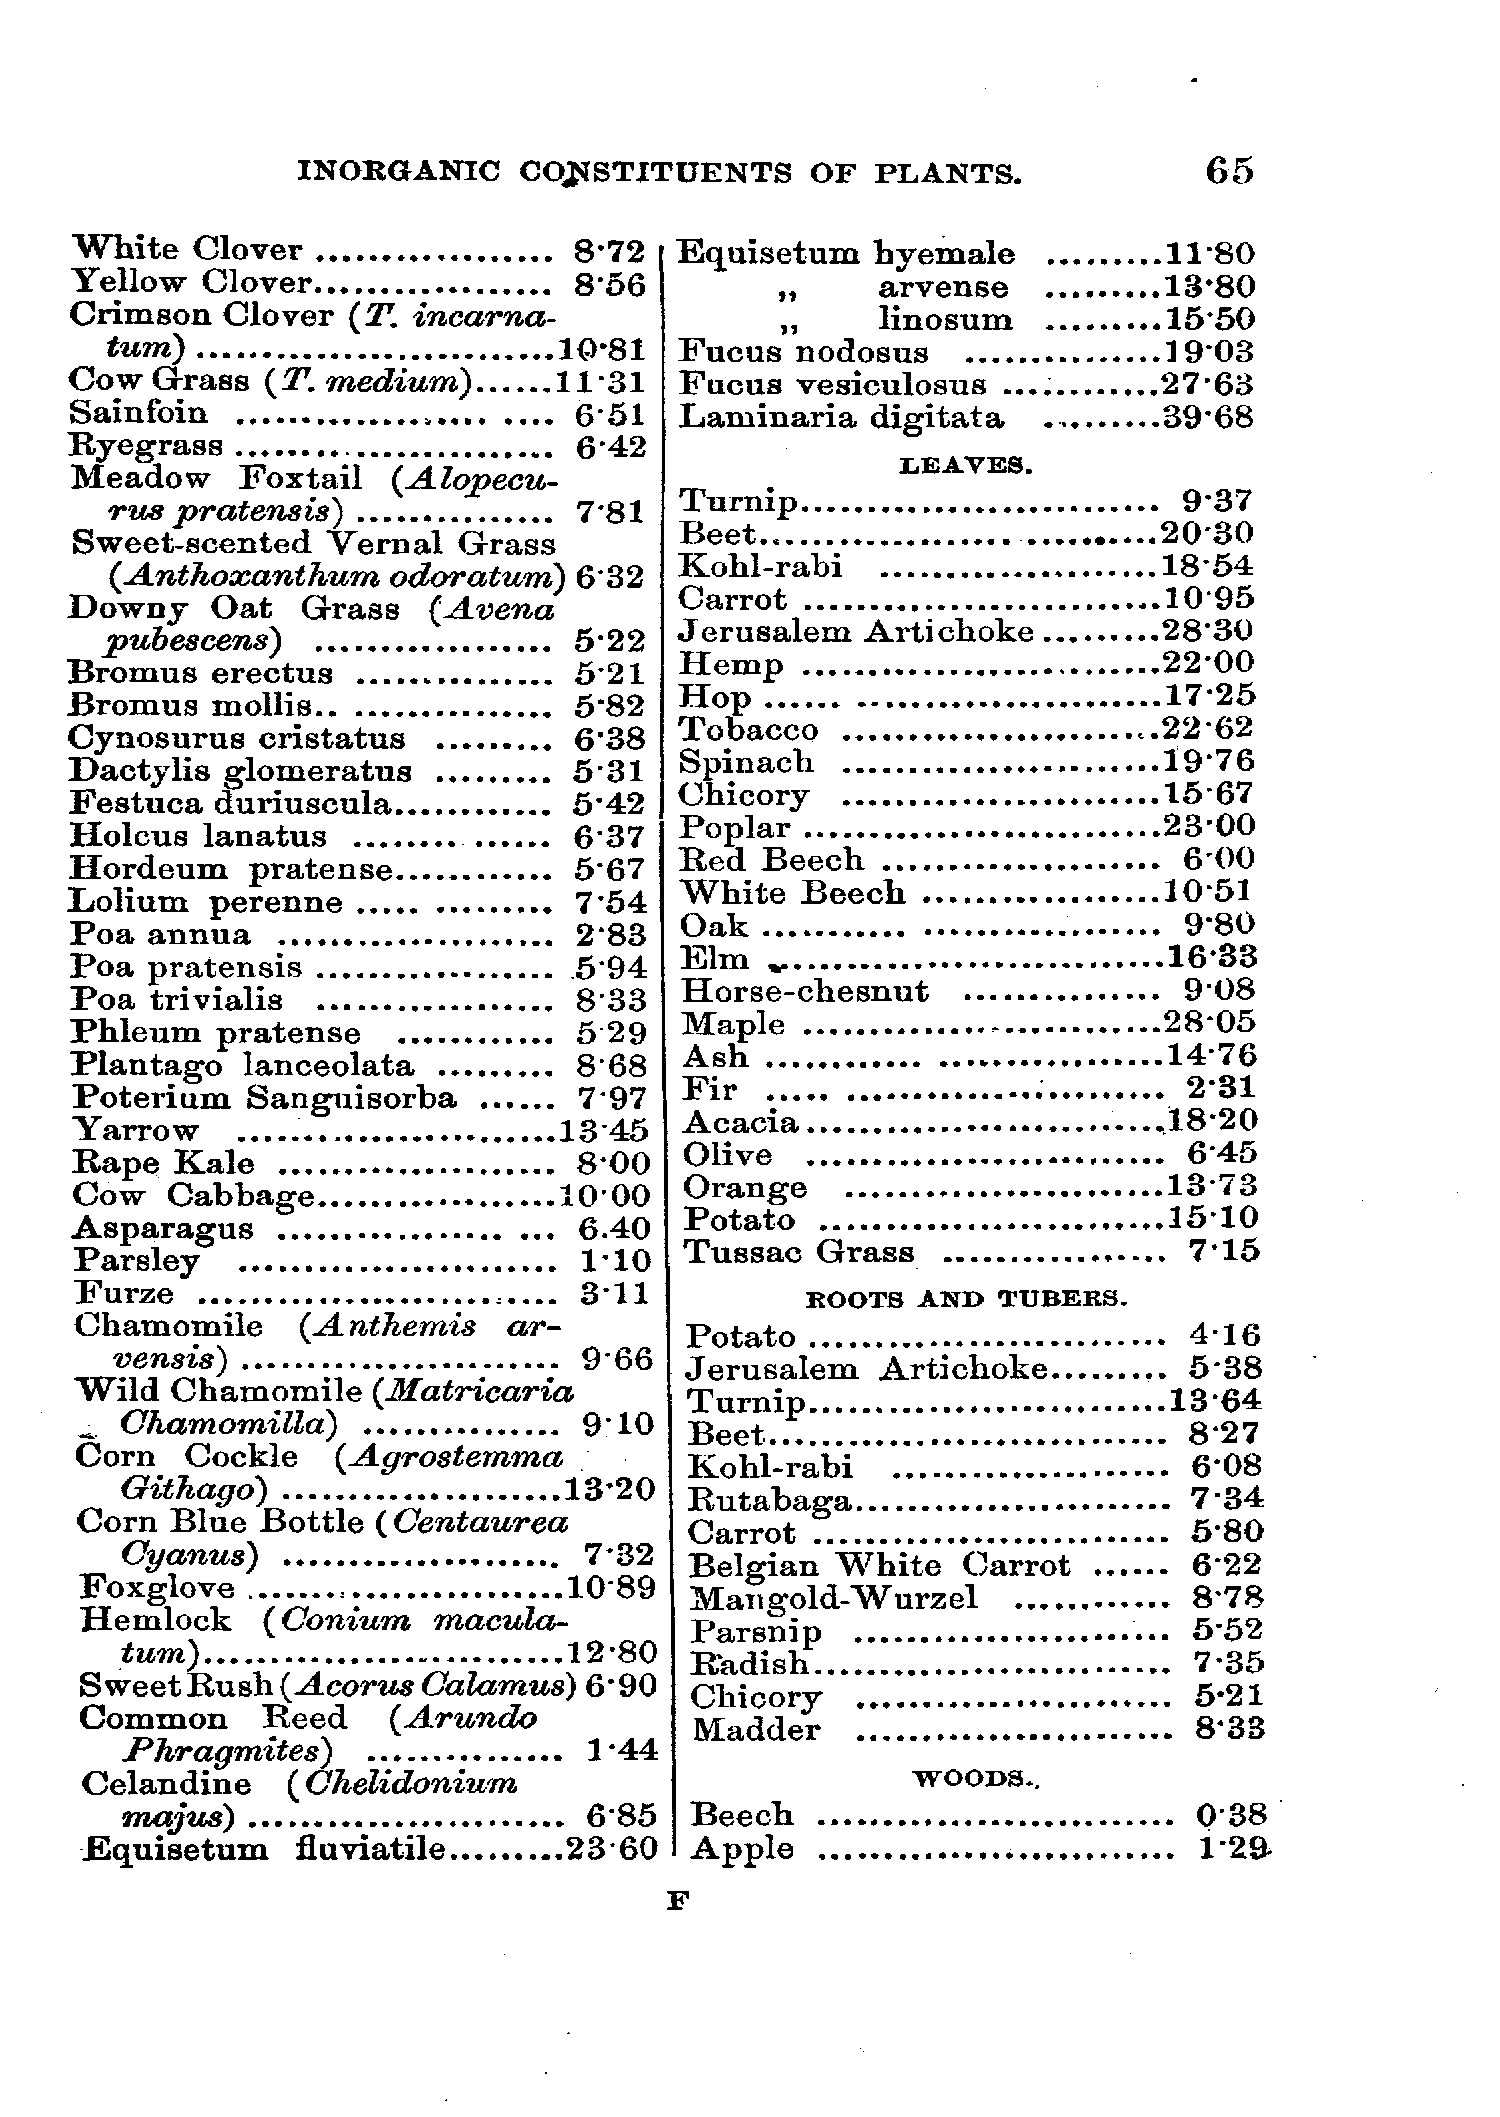 INORGANIC CONSTITUENTS OF PLANTS. 65
White Clover .................. 8·72
Yellow Clover.................. 8·56
Crimson Clover (T. incarna-
tum) ...........................10·81
Cow Grass (T. medium)......11·31
Sainfoin ................... .... 6·51
Ryegrass ........................ 6·42
Meadow Foxtail (Alopecu-
rus pratensis) ............... 7·81
Sweet-scented Vernal Grass
(Anthoxanthum odoratum) 6·32
Downy Oat Grass (Avena
pubescens) .................. 5·22
Bromus erectus ............... 5·21
Bromus mollis.. ............... 5·82
Cynosurus cristatus ......... 6·38
Dactylis glomeratus ......... 5·31
Festuca duriuscula............ 5·42
Holcus lanatus ........ ...... 6·37
Hordeum pratense............ 5·67
Lolium perenne ..... ......... 7·54
Poa annua ..................... 2·83
Poa pratensis .................. 5·94
Poa trivialis .................. 8·33
Phleum pratense ............ 5·29
Plantago lanceolata ......... 8·68
Poterium Sanguisorba ...... 7·97
Yarrow ........................13·45
Rape Kale ..................... 8·00
Cow Cabbage..................10·00
Asparagus ................. ... 6.40
Parsley ........................ 1·10
Furze ........................... 3·11
Chamomile (Anthemis ar-
vensis) ........................ 9·66
Wild Chamomile (Matricaria
Chamomilla) ............... 9·10
Corn Cockle (Agrostemma
Githago) .....................13·20
Corn Blue Bottle (Centaurea
Cyanus) ..................... 7·32
Foxglove ........................10·89
Hemlock (Conium macula-
tum)...........................12·80
Sweet Rush (Acorus Calamus) 6·90
Common Reed (Arundo
Phragmites) ............... 1·44
Celandine (Chelidonium
majus) ........................ 6·85
Equisetum fluviatile.........23·60
Equisetum hyemale .........11·80
„ arvense .........13·80
„ linosum .........15·50
Fucus nodosus ...............19·03
Fucus vesiculosus ............27·63
Laminaria digitata .........39·68
LEAVES.
Turnip........................... 9·37
Beet..............................20·30
Kohl-rabi .....................18·54
Carrot ...........................10·95
Jerusalem Artichoke.........28·30
Hemp ...........................22·00
Hop ...... .......................17·25
Tobacco ........................22·62
Spinach ........................19·76
Chicory ........................15·67
Poplar ...........................23·00
Red Beech ..................... 6·00
White Beech ..................10·51
Oak ........... .................. 9·80
Elm ..............................16·33
Horse-chesnut ............... 9·08
Maple ...........................28·05
Ash ............ .................14·76
Fir ..... ........................ 2·31
Acacia...........................18·20
Olive ........................... 6·45
Orange ........................13·73
Potato ..........................15·10
Tussac Grass ................. 7·15
ROOTS AND TUBERS.
Potato ........................... 4·16
Jerusalem Artichoke......... 5·38
Turnip...........................13·64
Beet.............................. 8·27
Kohl-rabi ..................... 6·08
Rutabaga........................ 7·34
Carrot ........................... 5·80
Belgian White Carrot ...... 6·22
Mangold-Wurzel ............ 8·78
Parsnip ........................ 5·52
Radish........................... 7·35
Chicory ........................ 5·21
Madder ........................ 8·33
WOODS.
Beech ........................... 0·38
Apple ........................... 1·29
F